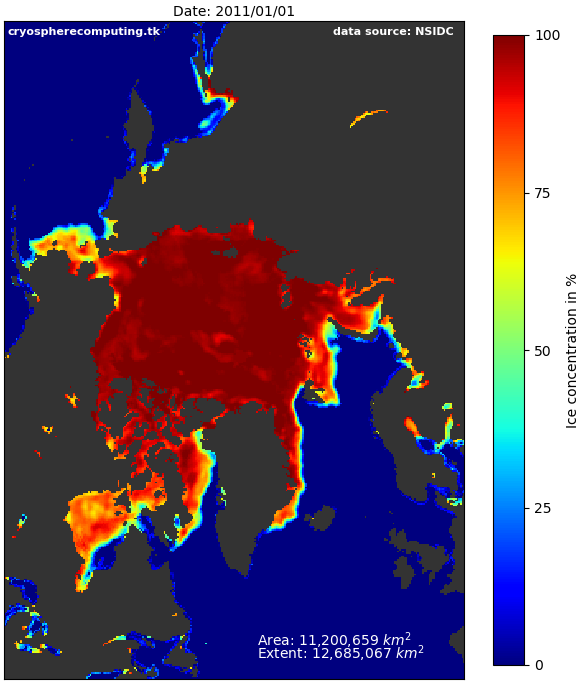 Date: 2011/01/01
cryospherecomputing.tk
data source: NSIDC
100
75
50
25
0
Ice concentration in %
Area: 11,200,659 km²
Extent: 12,685,067 km²